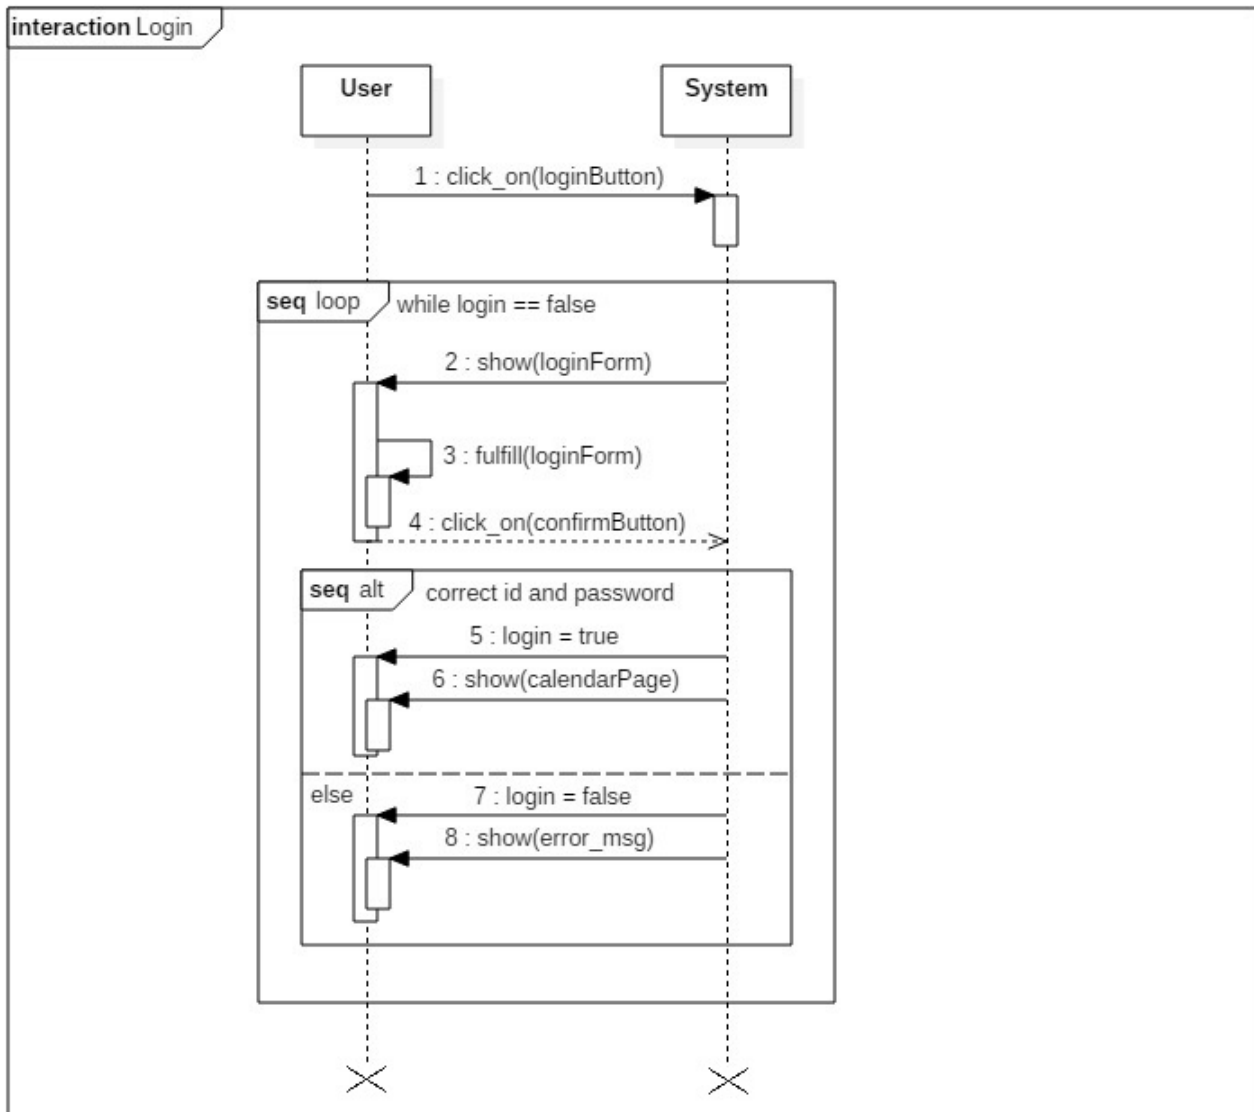 interaction Login
User
System
1 : click_on(loginButton)
seq loop
while login == false
2 : show(loginForm)
3 : fulfill(loginForm)
4 : click_on(confirmButton)
seq alt
correct id and password
5 : login = true
6 : show(calendarPage)
else
7 : login = false
8 : show(error_msg)